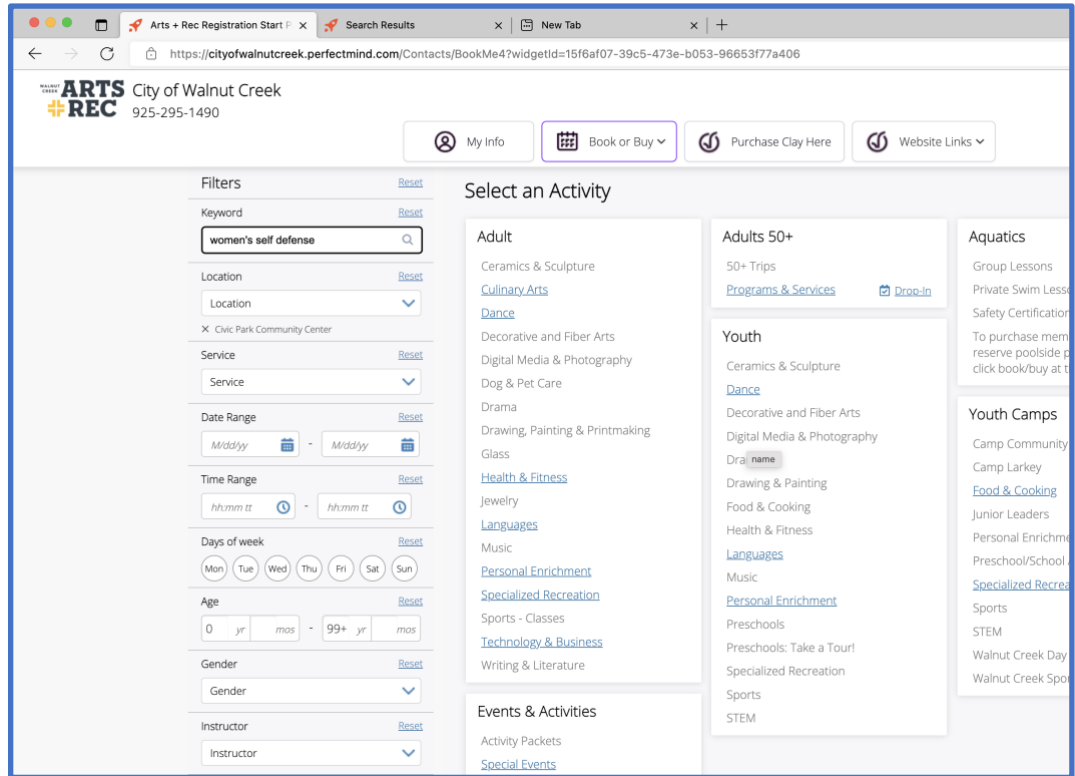 Arts + Rec Registration Start P
Search Results
New Tab
https://cityofwalnutcreek.perfectmind.com/Contacts/BookMe4?widgetId=15f6af07-39c5-473e-b053-96653f77a406
WALNUT CREEK ARTS + REC
City of Walnut Creek
925-295-1490
My Info
Book or Buy
Purchase Clay Here
Website Links
Filters Reset
Keyword Reset
women's self defense
Location Reset
Location
Civic Park Community Center
Service Reset
Service
Date Range Reset
M/dd/yy - M/dd/yy
Time Range Reset
hh:mm tt - hh:mm tt
Days of week Reset
Mon Tue Wed Thu Fri Sat Sun
Age Reset
0 yr mos - 99+ yr mos
Gender Reset
Gender
Instructor Reset
Instructor
Select an Activity
Adult
Ceramics & Sculpture
Culinary Arts
Dance
Decorative and Fiber Arts
Digital Media & Photography
Dog & Pet Care
Drama
Drawing, Painting & Printmaking
Glass
Health & Fitness
Jewelry
Languages
Music
Personal Enrichment
Specialized Recreation
Sports - Classes
Technology & Business
Writing & Literature
Events & Activities
Activity Packets
Special Events
Adults 50+
50+ Trips
Programs & Services Drop-In
Youth
Ceramics & Sculpture
Dance
Decorative and Fiber Arts
Digital Media & Photography
Dra name
Drawing & Painting
Food & Cooking
Health & Fitness
Languages
Music
Personal Enrichment
Preschools
Preschools: Take a Tour!
Specialized Recreation
Sports
STEM
Aquatics
Group Lessons
Private Swim Less
Safety Certification
To purchase mem
reserve poolside p
click book/buy at t
Youth Camps
Camp Community
Camp Larkey
Food & Cooking
Junior Leaders
Personal Enrichme
Preschool/School
Specialized Recrea
Sports
STEM
Walnut Creek Day
Walnut Creek Spo